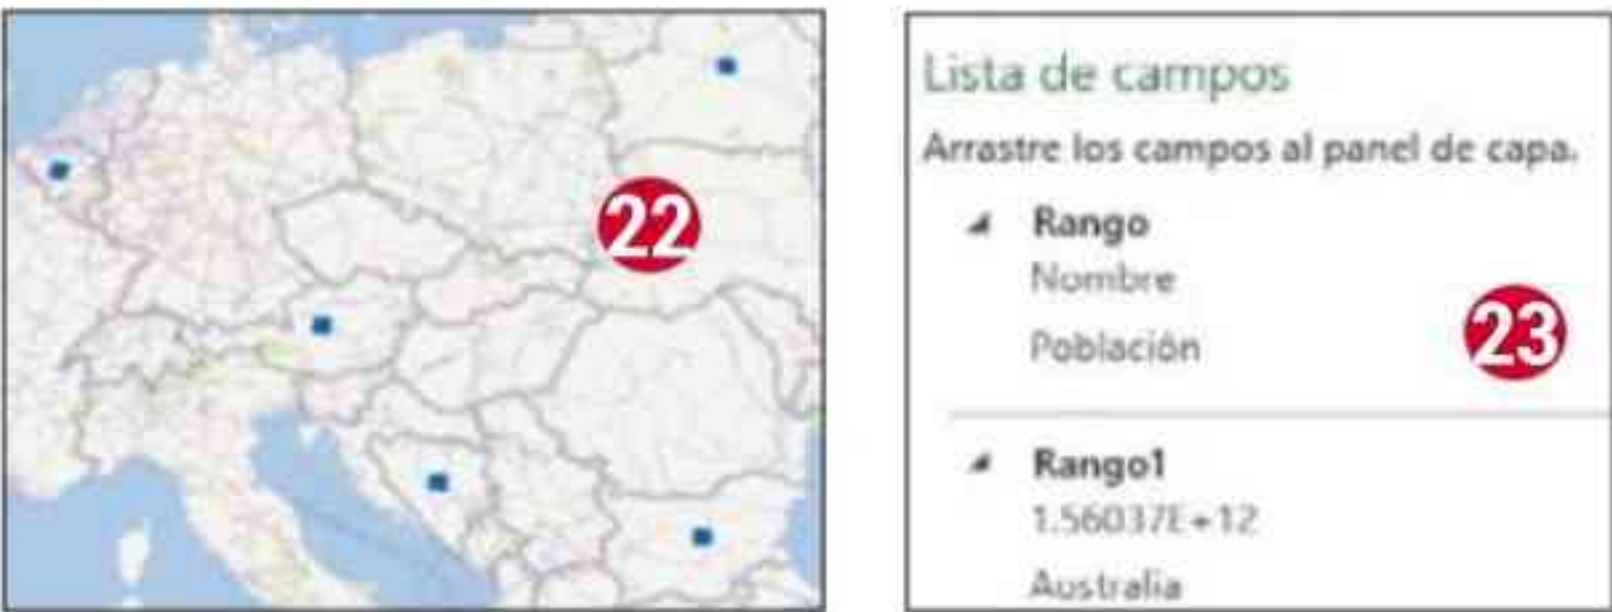 22
Lista de campos
Arrastre los campos al panel de capa.
Rango
Nombre
Población
23
Rango1
1.56037E+12
Australia